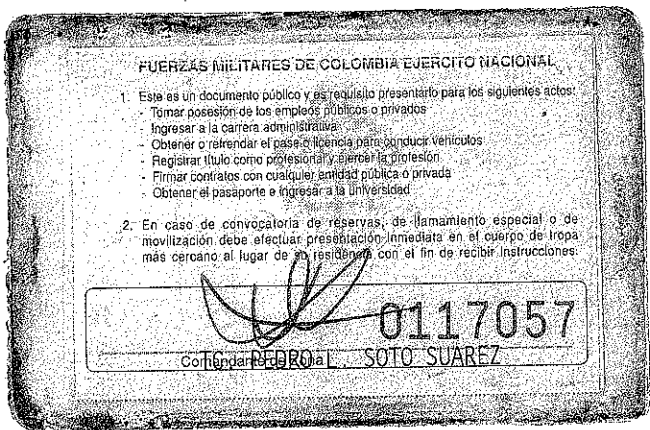 FUERZAS MILITARES DE COLOMBIA EJERCITO NACIONAL
1. Este es un documento público y es requisito presentarlo para los siguientes actos:
- Tomar posesión de los empleos públicos o privados
- Ingresar a la carrera administrativa
- Obtener o refrendar el pase o licencia para conducir vehículos
- Registrar título como profesional y ejercer la profesión
- Firmar contratos con cualquier entidad pública o privada
- Obtener el pasaporte e ingresar a la universidad
2. En caso de convocatoria de reservas, de llamamiento especial o de
movilización debe efectuar presentación inmediata en el cuerpo de tropa
más cercano al lugar de su residencia con el fin de recibir instrucciones.
0117057
TC. PEDRO L. SOTO SUAREZ
Comandante Zona